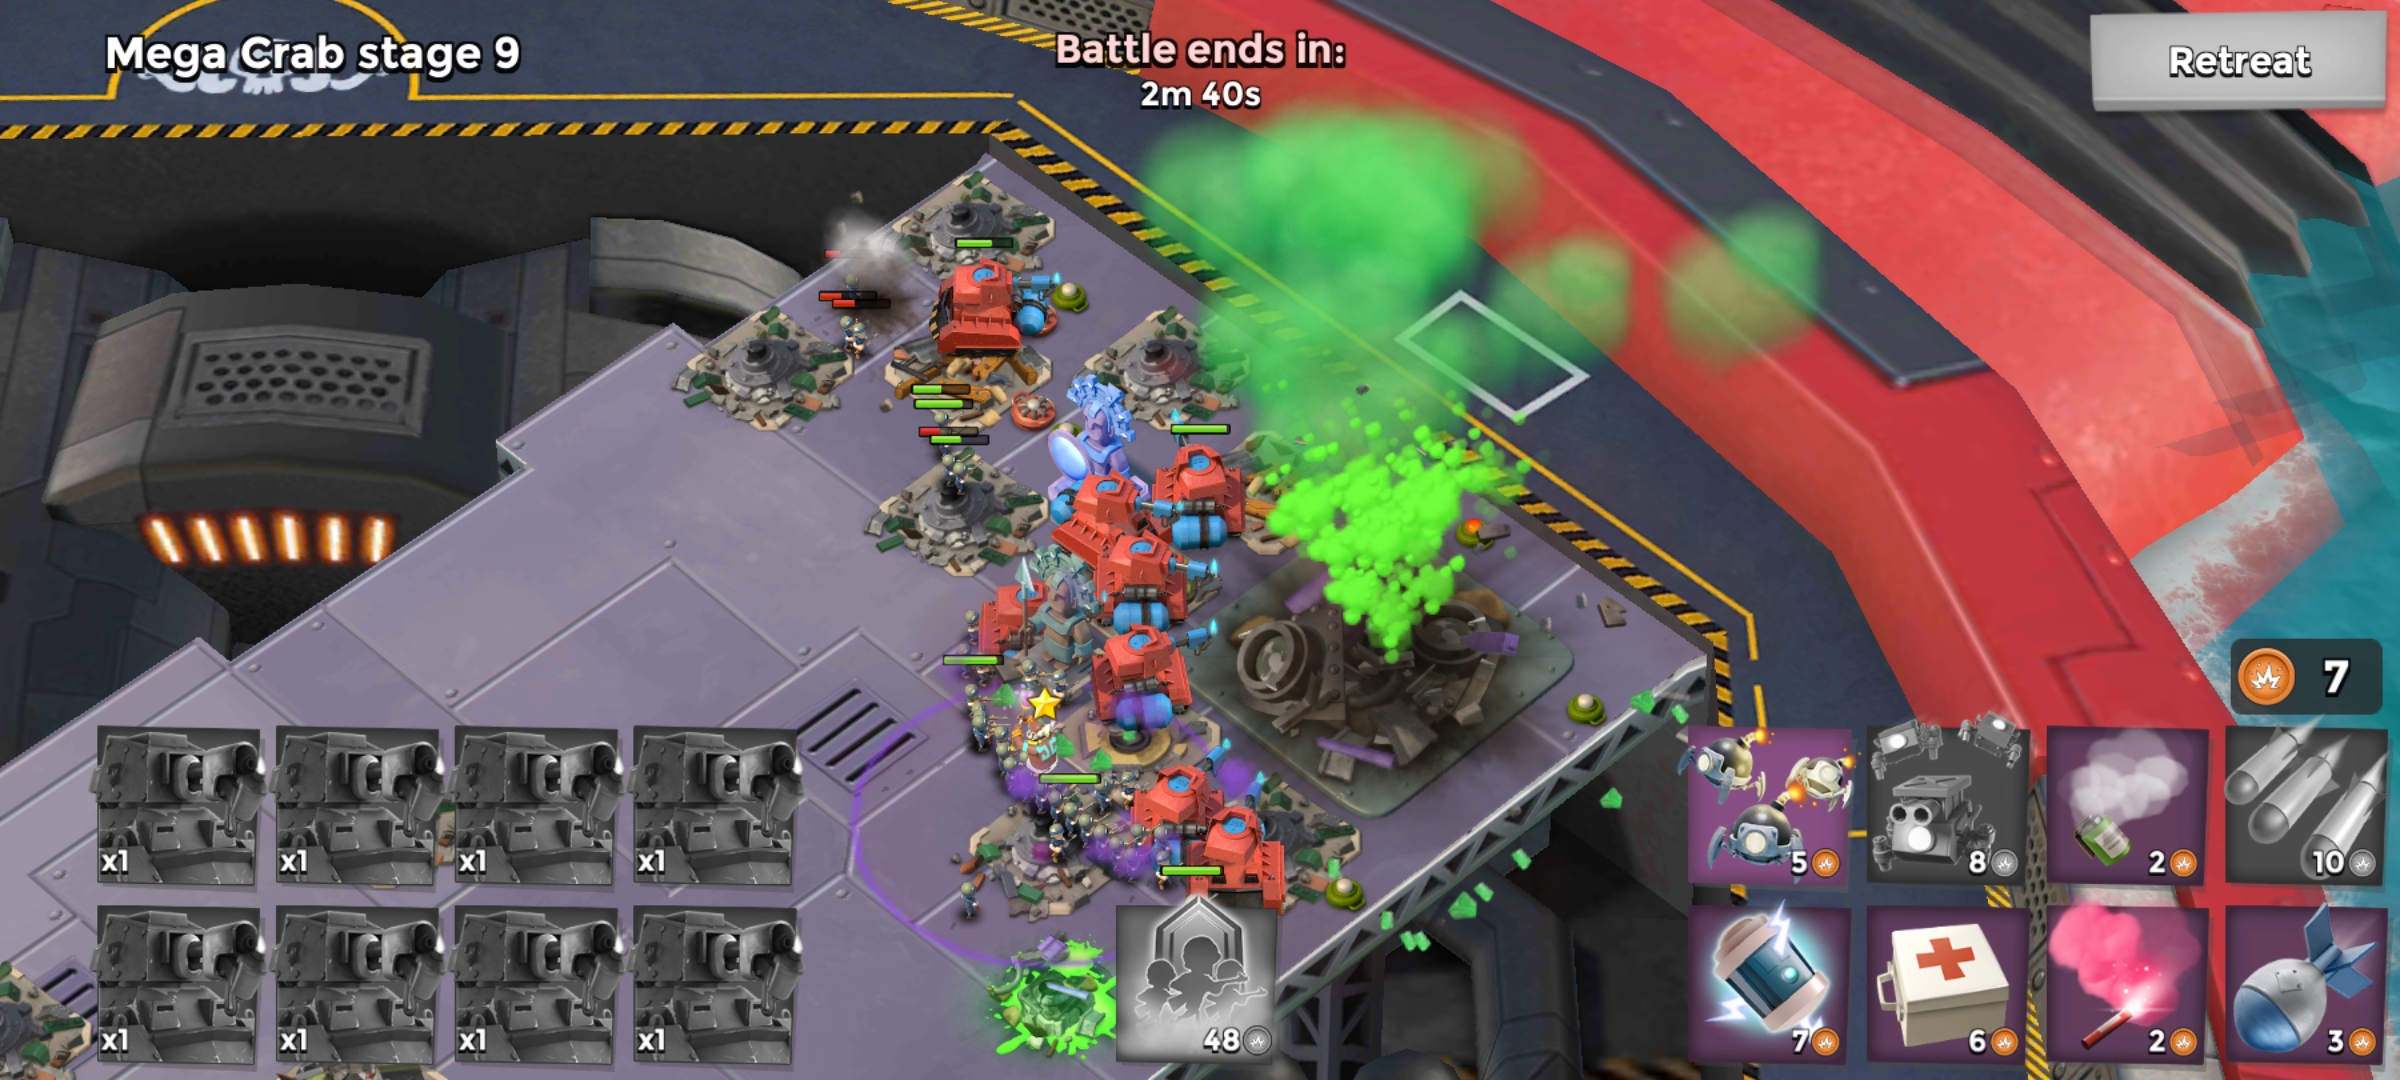 Mega Crab stage 9
Battle ends in:
2m 40s
Retreat
7
x1
x1
x1
x1
5
8
2
10
x1
x1
x1
x1
48
7
6
2
3